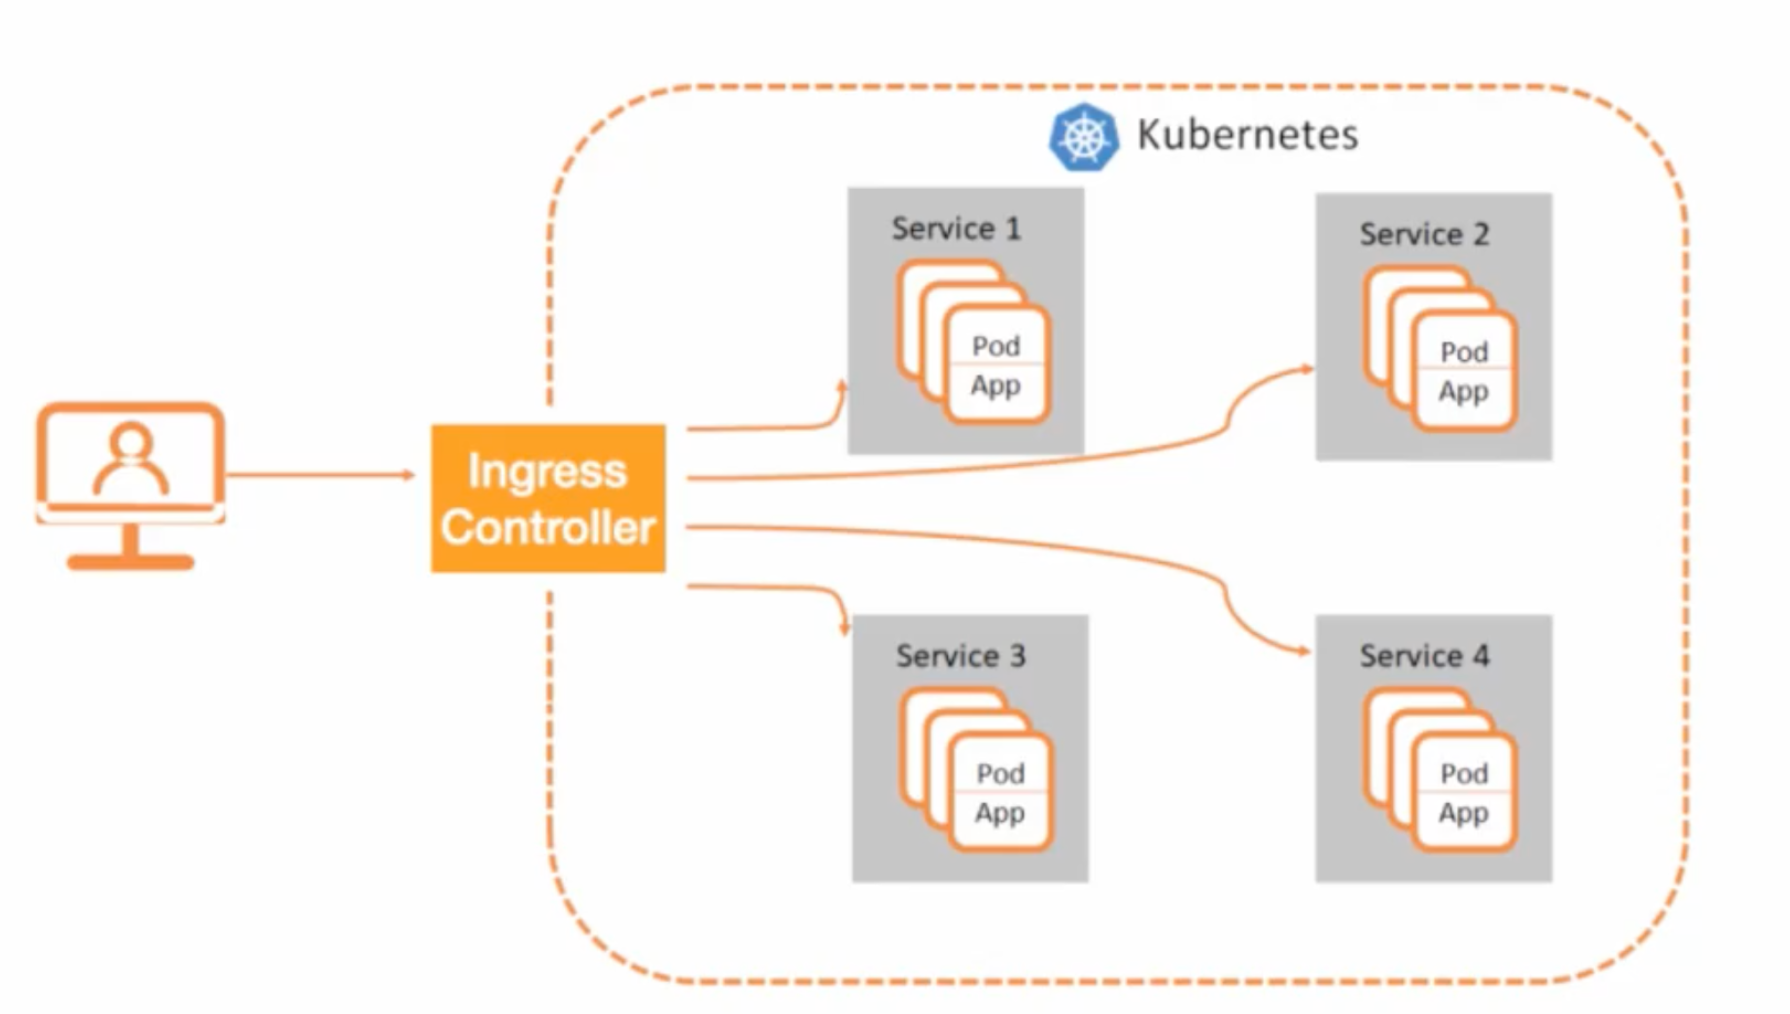 Kubernetes
Service 1
Pod
App
Service 2
Pod
App
Ingress
Controller
Service 3
Pod
App
Service 4
Pod
App